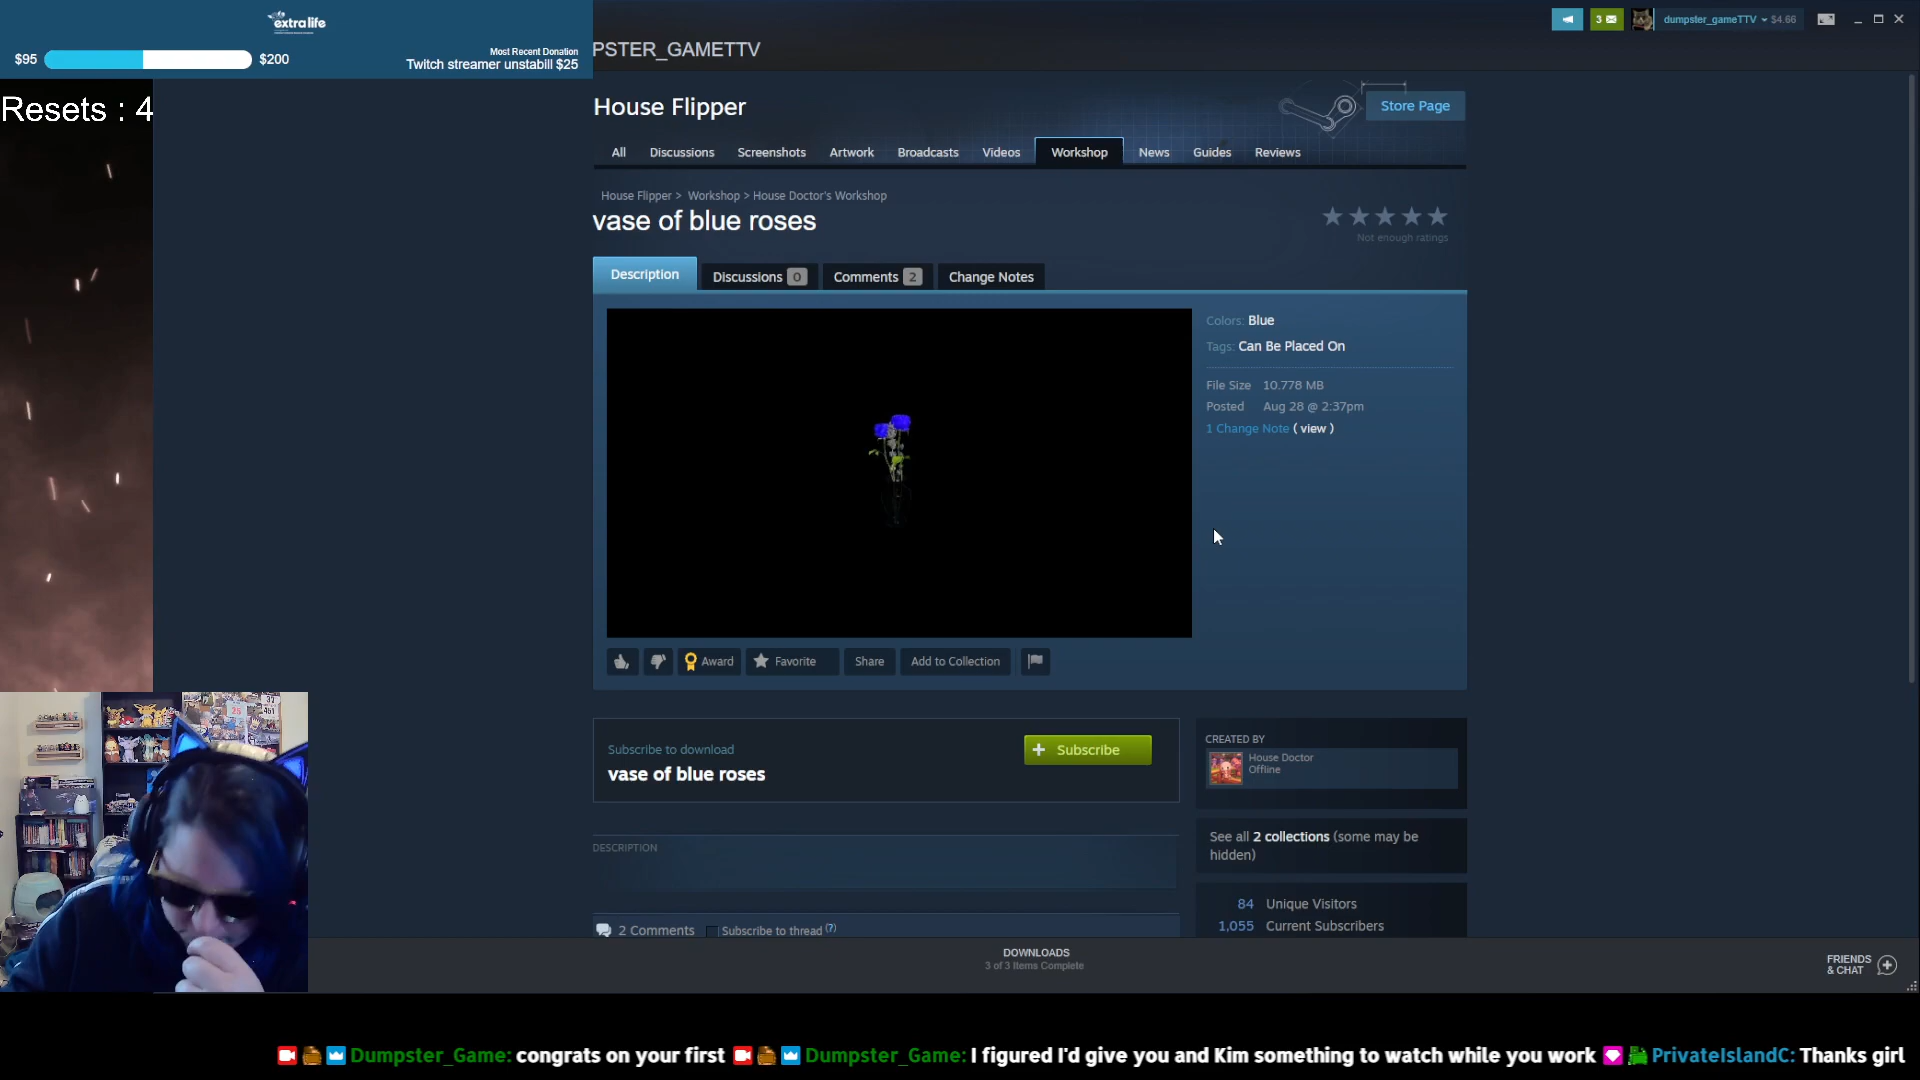 extralife
$95
$200
Most Recent Donation
Twitch streamer unstabill $25
PSTER_GAMETTV
3
dumpster_gameTTV
$4.66
Resets : 4
House Flipper
Store Page
All
Discussions
Screenshots
Artwork
Broadcasts
Videos
Workshop
News
Guides
Reviews
House Flipper > Workshop > House Doctor's Workshop
vase of blue roses
Not enough ratings
Description
Discussions 0
Comments 2
Change Notes
Colors: Blue
Tags: Can Be Placed On
File Size 10.778 MB
Posted Aug 28 @ 2:37pm
1 Change Note ( view )
Award
Favorite
Share
Add to Collection
Subscribe to download
vase of blue roses
+ Subscribe
CREATED BY
House Doctor
Offline
See all 2 collections (some may be
hidden)
DESCRIPTION
84 Unique Visitors
1,055 Current Subscribers
2 Comments
Subscribe to thread (?)
DOWNLOADS
3 of 3 Items Complete
FRIENDS
& CHAT
Dumpster_Game: congrats on your first
Dumpster_Game: I figured I'd give you and Kim something to watch while you work
PrivateIslandC: Thanks girl